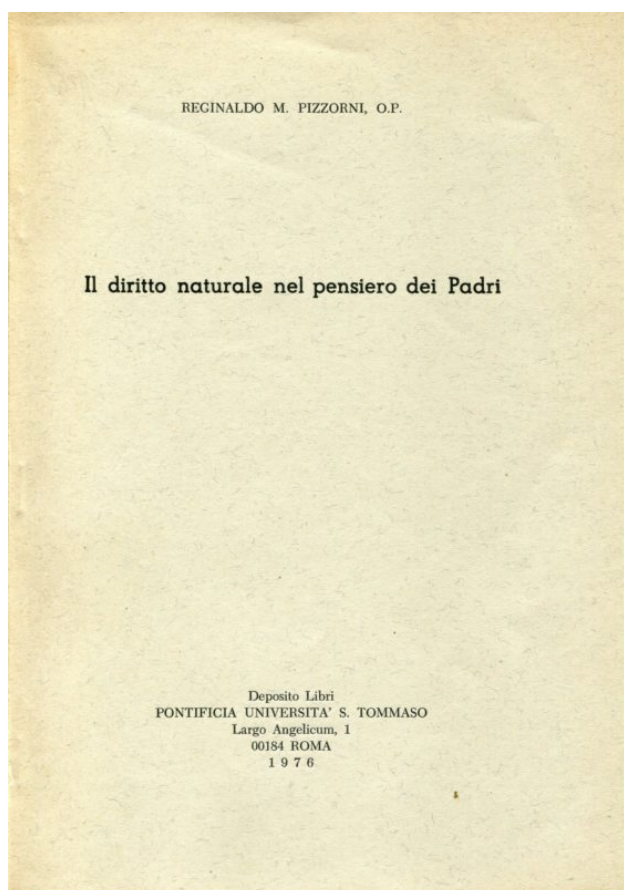 REGINALDO M. PIZZORNI, O.P.
Il diritto naturale nel pensiero dei Padri
Deposito Libri
PONTIFICIA UNIVERSITA' S. TOMMASO
Largo Angelicum, 1
00184 ROMA
1976